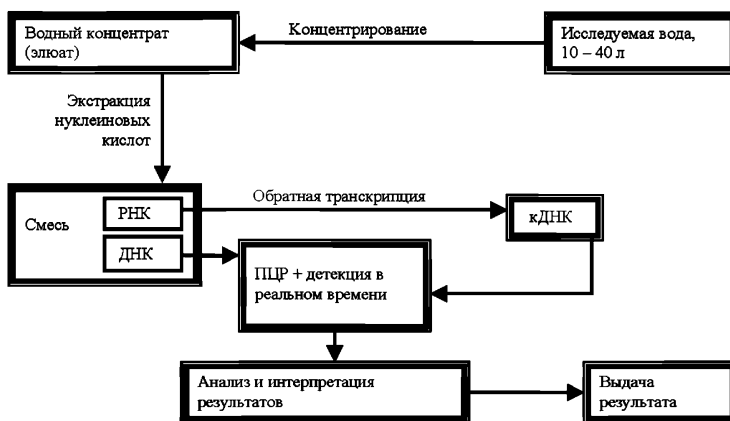 Водный концентрат
(элюат)
Концентрирование
Исследуемая вода,
10 – 40 л
Экстракция
нуклеиновых
кислот
Смесь
РНК
ДНК
Обратная транскрипция
кДНК
ПЦР + детекция в
реальном времени
Анализ и интерпретация
результатов
Выдача
результата